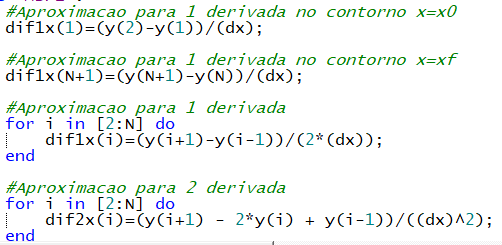 #Aproximacao para 1 derivada no contorno x=x0
dif1x(1)=(y(2)-y(1))/(dx);
#Aproximacao para 1 derivada no contorno x=xf
dif1x(N+1)=(y(N+1)-y(N))/(dx);
#Aproximacao para 1 derivada
for i in [2:N] do
dif1x(i)=(y(i+1)-y(i-1))/(2*(dx));
end
#Aproximacao para 2 derivada
for i in [2:N] do
dif2x(i)=(y(i+1) - 2*y(i) + y(i-1))/((dx)^2);
end